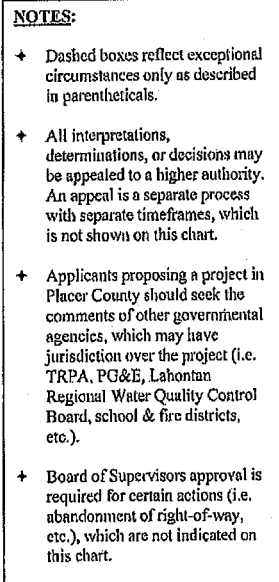 NOTES:
+ Dashed boxes reflect exceptional
circumstances only as described
in parentheticals.
+ All interpretations,
determinations, or decisions may
be appealed to a higher authority.
An appeal is a separate process
with separate timeframes, which
is not shown on this chart.
+ Applicants proposing a project in
Placer County should seek the
comments of other governmental
agencies, which may have
jurisdiction over the project (i.e.
TRPA, PG&E, Lahontan
Regional Water Quality Control
Board, school & fire districts,
etc.).
+ Board of Supervisors approval is
required for certain actions (i.e.
abandonment of right-of-way,
etc.), which are not indicated on
this chart.